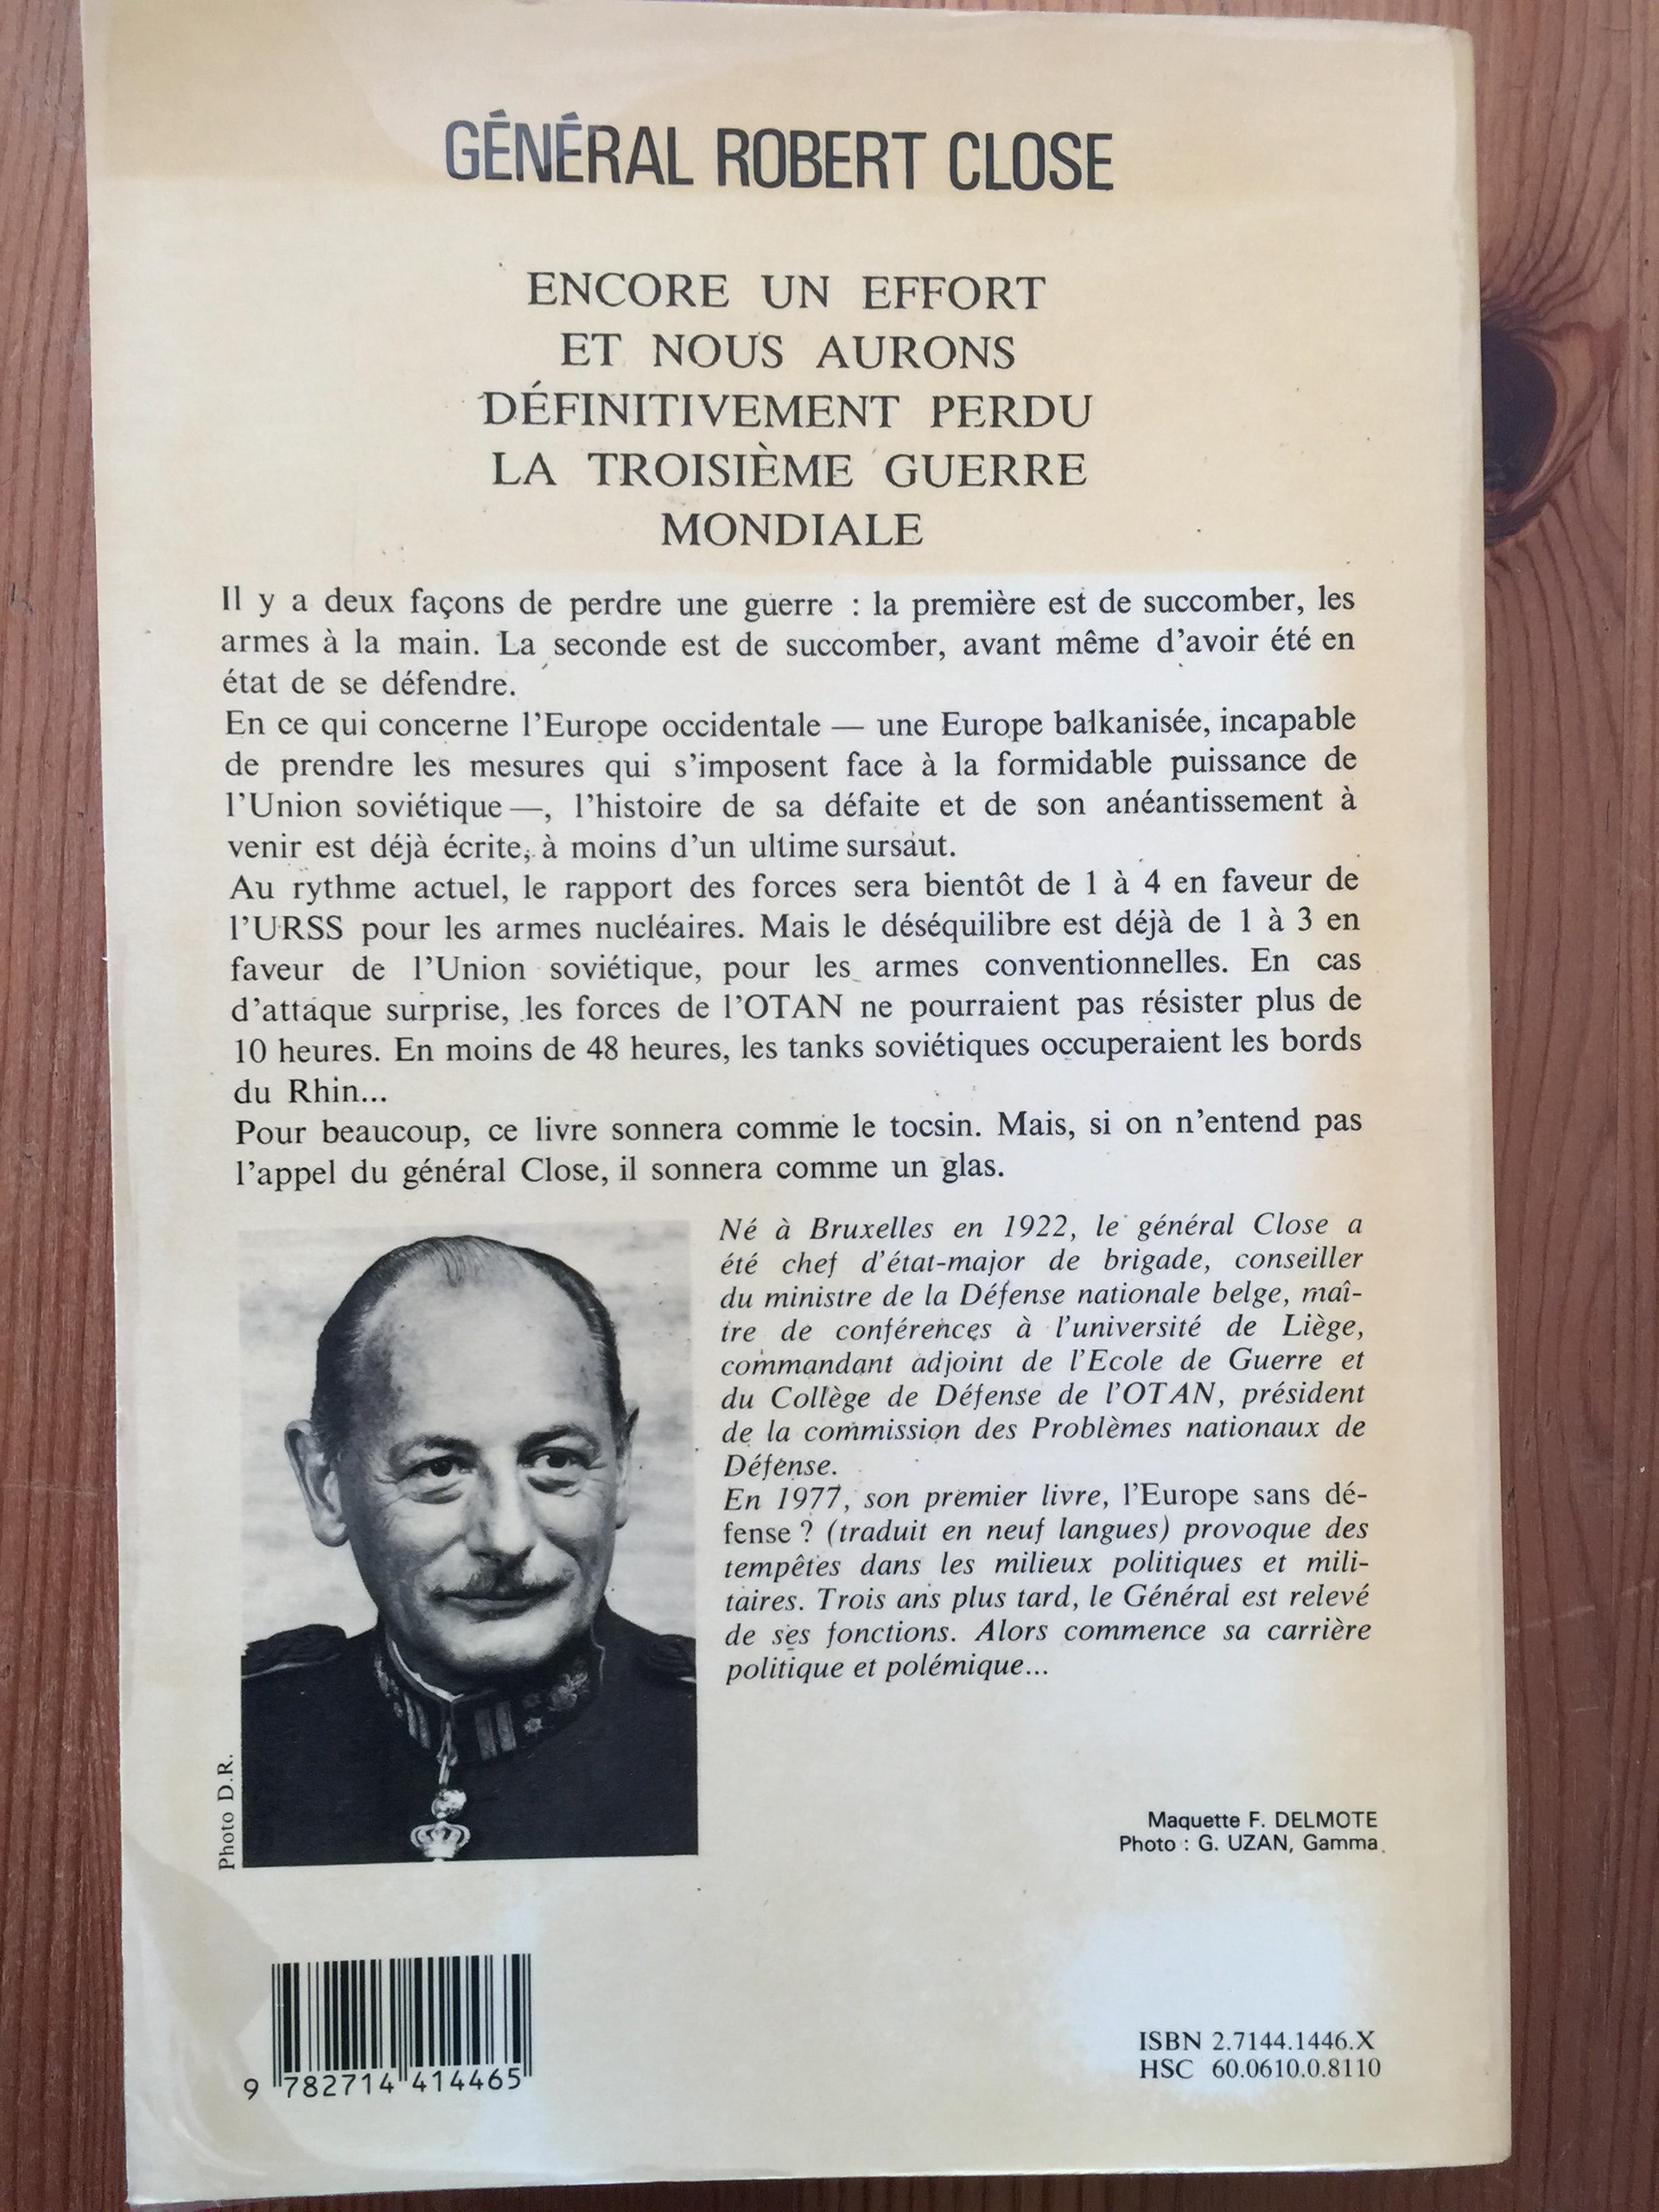 GÉNÉRAL ROBERT CLOSE
ENCORE UN EFFORT
ET NOUS AURONS
DÉFINITIVEMENT PERDU
LA TROISIÈME GUERRE
MONDIALE
Il y a deux façons de perdre une guerre : la première est de succomber, les
armes à la main. La seconde est de succomber, avant même d'avoir été en
état de se défendre.
En ce qui concerne l'Europe occidentale — une Europe balkanisée, incapable
de prendre les mesures qui s'imposent face à la formidable puissance de
l'Union soviétique —, l'histoire de sa défaite et de son anéantissement à
venir est déjà écrite, à moins d'un ultime sursaut.
Au rythme actuel, le rapport des forces sera bientôt de 1 à 4 en faveur de
l'URSS pour les armes nucléaires. Mais le déséquilibre est déjà de 1 à 3 en
faveur de l'Union soviétique, pour les armes conventionnelles. En cas
d'attaque surprise, les forces de l'OTAN ne pourraient pas résister plus de
10 heures. En moins de 48 heures, les tanks soviétiques occuperaient les bords
du Rhin...
Pour beaucoup, ce livre sonnera comme le tocsin. Mais, si on n'entend pas
l'appel du général Close, il sonnera comme un glas.
Né à Bruxelles en 1922, le général Close a
été chef d'état-major de brigade, conseiller
du ministre de la Défense nationale belge, maî-
tre de conférences à l'université de Liège,
commandant adjoint de l'Ecole de Guerre et
du Collège de Défense de l'OTAN, président
de la commission des Problèmes nationaux de
Défense.
En 1977, son premier livre, l'Europe sans dé-
fense ? (traduit en neuf langues) provoque des
tempêtes dans les milieux politiques et mili-
taires. Trois ans plus tard, le Général est relevé
de ses fonctions. Alors commence sa carrière
politique et polémique...
Photo D.R.
Maquette F. DELMOTE
Photo : G. UZAN, Gamma
9 782714 414465
ISBN 2.7144.1446.X
HSC 60.0610.0.8110